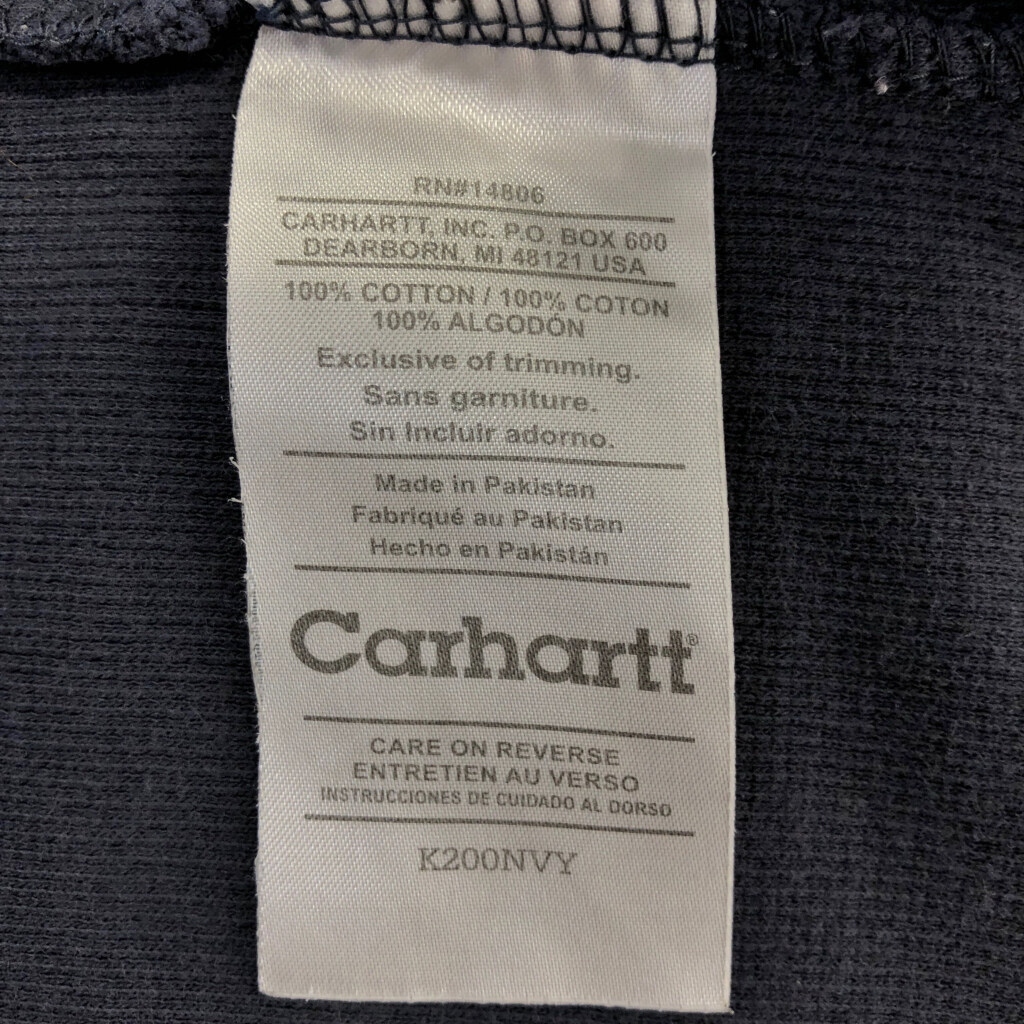 RN#14806
CARHARTT, INC. P.O. BOX 600
DEARBORN, MI 48121 USA
100% COTTON / 100% COTON
100% ALGODÓN
Exclusive of trimming.
Sans garniture.
Sin Incluir adorno.
Made in Pakistan
Fabriqué au Pakistan
Hecho en Pakistán
Carhartt®
CARE ON REVERSE
ENTRETIEN AU VERSO
INSTRUCCIONES DE CUIDADO AL DORSO
K200NVY